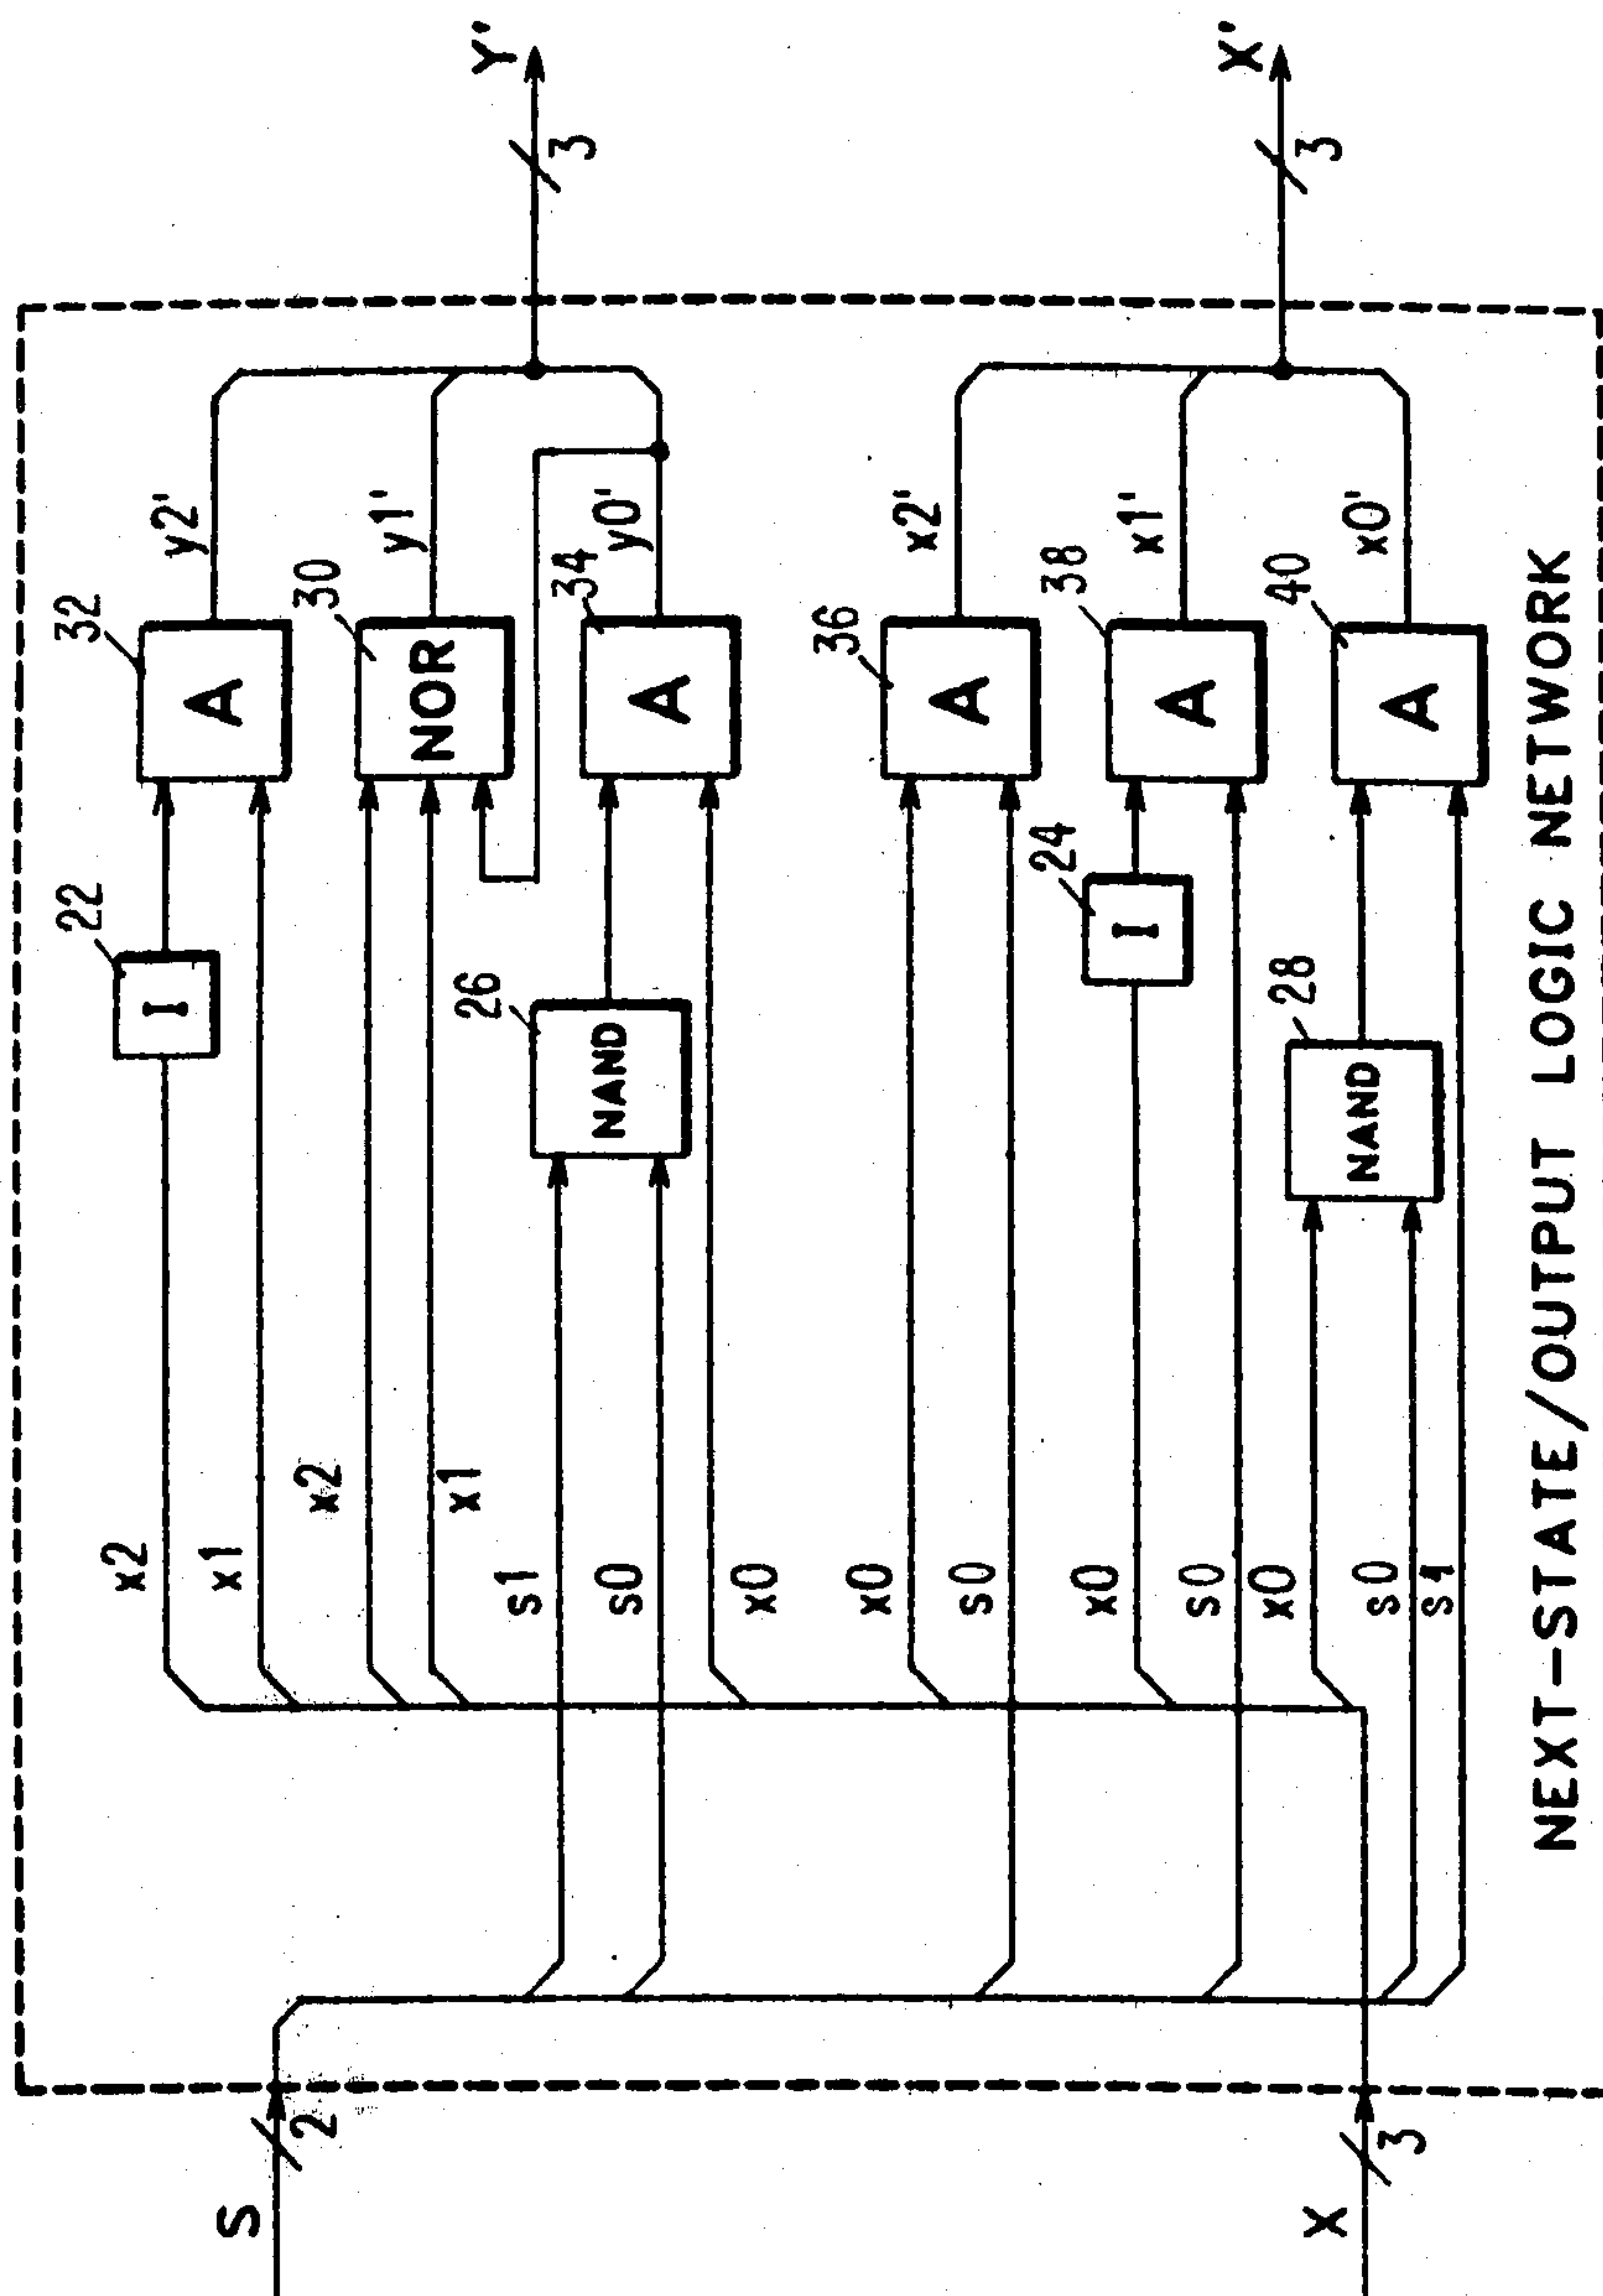 S
2
X
3
x2
x1
x2
x1
s1
s0
x0
x0
s0
x0
s0
x0
s0
s1
22
I
26
NAND
24
I
28
NAND
32
A
30
NOR
34
A
36
A
38
A
40
A
y2'
y1'
y0'
x2'
x1'
x0'
Y'
3
X'
3
NEXT-STATE/OUTPUT LOGIC NETWORK